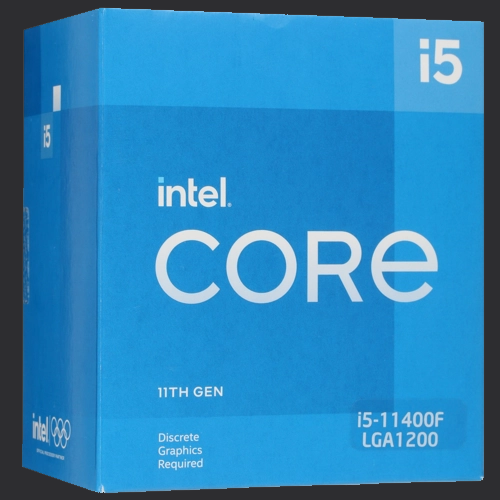 i5
i5
intel.
CORe
11TH GEN
i5-11400F
LGA1200
Discrete
Graphics
Required
intel